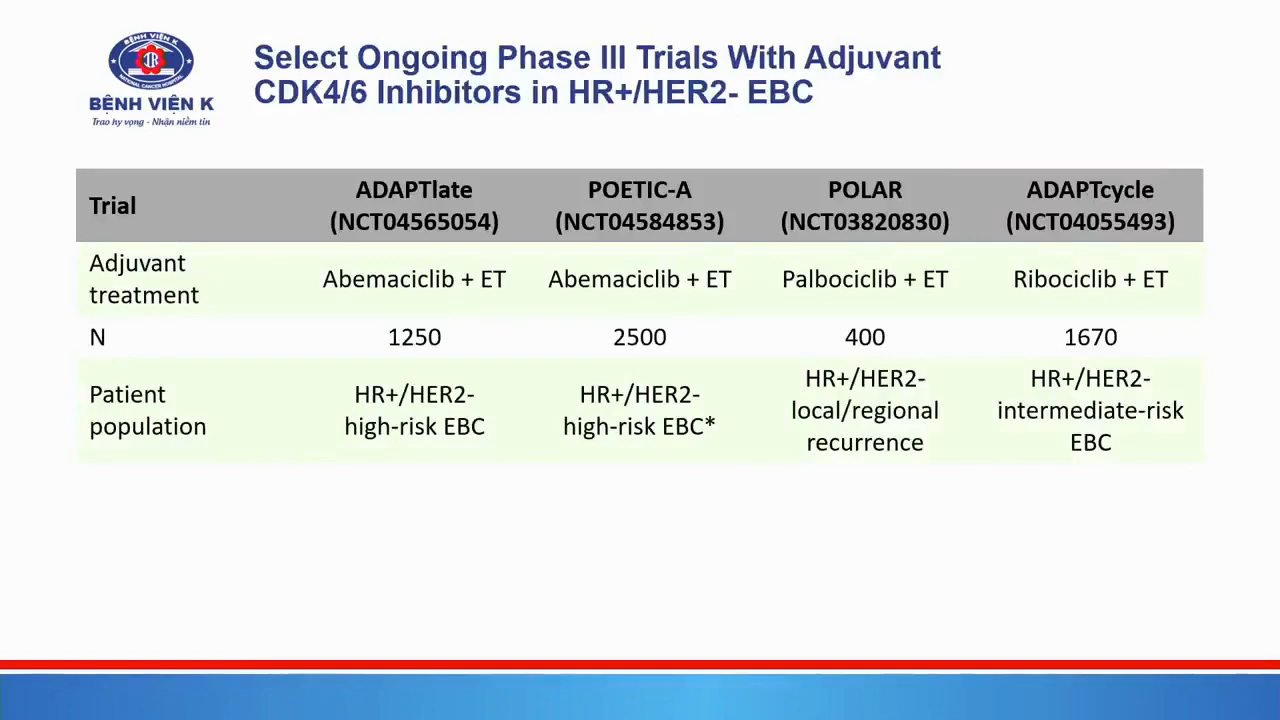 BỆNH VIỆN K
NATIONAL CANCER HOSPITAL
BỆNH VIỆN K
Trao hy vọng - Nhận niềm tin
Select Ongoing Phase III Trials With Adjuvant
CDK4/6 Inhibitors in HR+/HER2- EBC
Trial
ADAPTlate
(NCT04565054)
POETIC-A
(NCT04584853)
POLAR
(NCT03820830)
ADAPTcycle
(NCT04055493)
Adjuvant
treatment
Abemaciclib + ET
Abemaciclib + ET
Palbociclib + ET
Ribociclib + ET
N
1250
2500
400
1670
Patient
population
HR+/HER2-
high-risk EBC
HR+/HER2-
high-risk EBC*
HR+/HER2-
local/regional
recurrence
HR+/HER2-
intermediate-risk
EBC